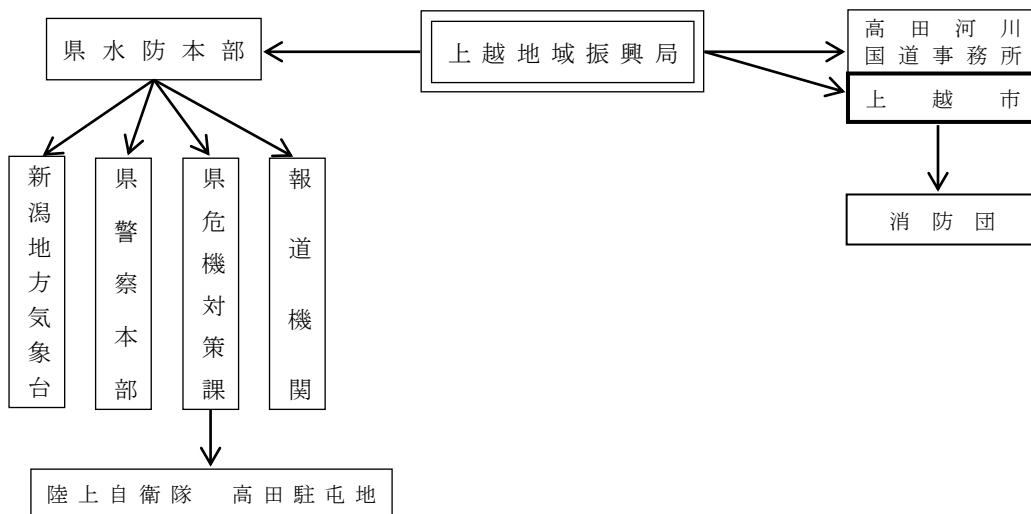 県水防本部
上越地域振興局
高田河川
国道事務所
上越市
消防団
新潟地方気象台
県警察本部
県危機対策課
報道機関
陸上自衛隊　高田駐屯地